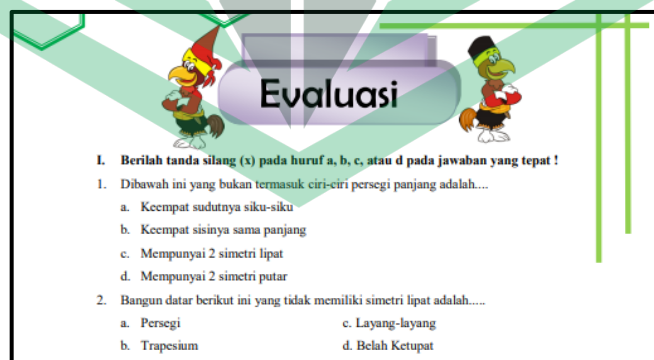 Evaluasi
I. Berilah tanda silang (x) pada huruf a, b, c, atau d pada jawaban yang tepat !
1. Dibawah ini yang bukan termasuk ciri-ciri persegi panjang adalah....
a. Keempat sudutnya siku-siku
b. Keempat sisinya sama panjang
c. Mempunyai 2 simetri lipat
d. Mempunyai 2 simetri putar
2. Bangun datar berikut ini yang tidak memiliki simetri lipat adalah.....
a. Persegi c. Layang-layang
b. Trapesium d. Belah Ketupat